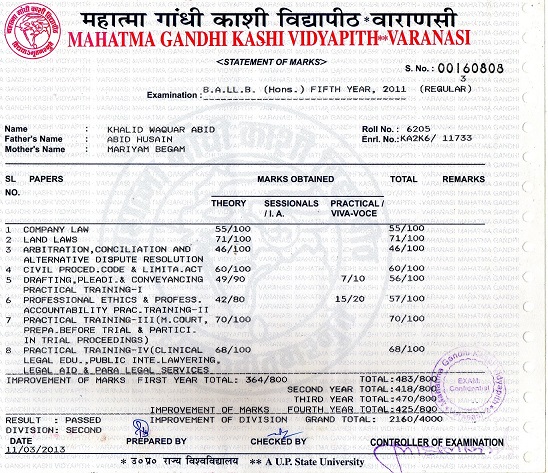 महात्मा गांधी काशी विद्यापीठ*वाराणसी
MAHATMA GANDHI KASHI VIDYAPITH**VARANASI
<STATEMENT OF MARKS>
S. No. : 00160808
3
Examination : B.A.LL.B. (Hons.) FIFTH YEAR, 2011 (REGULAR)
Name : KHALID WAQUAR ABID Roll No. : 6205
Father's Name : ABID HUSAIN Enrl. No.: KA2K6/ 11733
Mother's Name : MARIYAM BEGAM
SL NO. PAPERS MARKS OBTAINED TOTAL REMARKS
THEORY SESSIONALS / I. A. PRACTICAL / VIVA-VOCE
1 COMPANY LAW 55/100 55/100
2 LAND LAWS 71/100 71/100
3 ARBITRATION,CONCILIATION AND 46/100 46/100
ALTERNATIVE DISPUTE RESOLUTION
4 CIVIL PROCED.CODE & LIMITA.ACT 60/100 60/100
5 DRAFTING,PLEADI.& CONVEYANCING 49/90 7/10 56/100
PRACTICAL TRAINING-I
6 PROFESSIONAL ETHICS & PROFESS. 42/80 15/20 57/100
ACCOUNTABILITY PRAC.TRAINING-II
7 PRACTICAL TRAINING-III(M.COURT, 70/100 70/100
PREPA.BEFORE TRIAL & PARTICI.
IN TRIAL PROCEEDINGS)
8 PRACTICAL TRAINING-IV(CLINICAL 68/100 68/100
LEGAL EDU.,PUBLIC INTE.LAWYERING,
LEGAL AID & PARA LEGAL SERVICES
IMPROVEMENT OF MARKS FIRST YEAR TOTAL: 364/800 TOTAL:483/800
SECOND YEAR TOTAL:418/800
THIRD YEAR TOTAL:470/800
IMPROVEMENT OF MARKS FOURTH YEAR TOTAL:425/800
RESULT : PASSED IMPROVEMENT OF DIVISION GRAND TOTAL: 2160/4000
DIVISION: SECOND
DATE PREPARED BY CHECKED BY CONTROLLER OF EXAMINATION
11/03/2013
EXAM.
Confidential
* उ०प्र० राज्य विश्वविद्यालय ** A U.P. State University